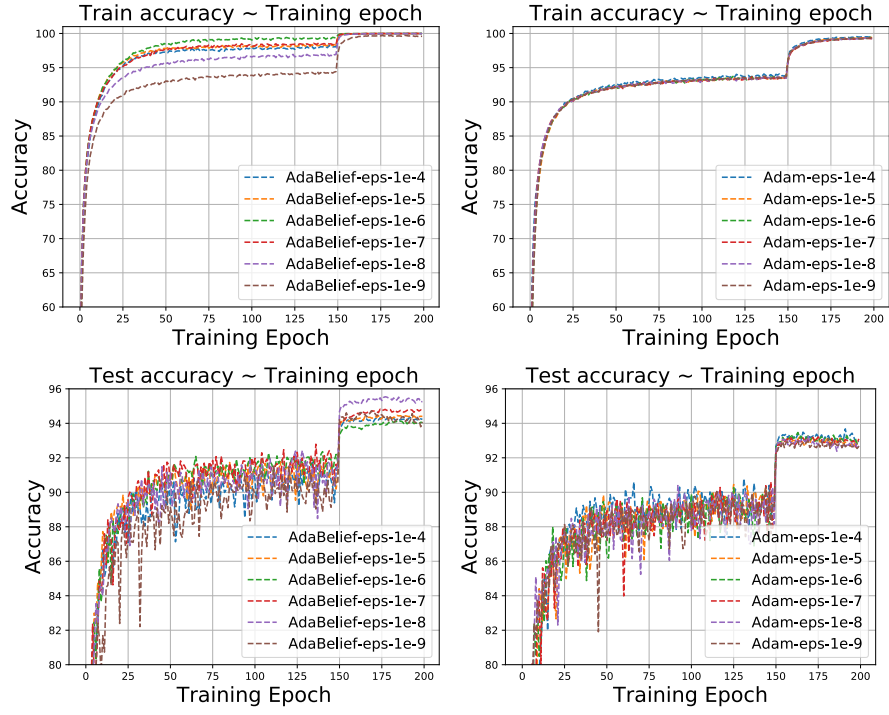 Train accuracy ~ Training epoch
100
95
90
85
80
75
70
65
60
Accuracy
AdaBelief-eps-1e-4
AdaBelief-eps-1e-5
AdaBelief-eps-1e-6
AdaBelief-eps-1e-7
AdaBelief-eps-1e-8
AdaBelief-eps-1e-9
0 25 50 75 100 125 150 175 200
Training Epoch
Train accuracy ~ Training epoch
100
95
90
85
80
75
70
65
60
Accuracy
Adam-eps-1e-4
Adam-eps-1e-5
Adam-eps-1e-6
Adam-eps-1e-7
Adam-eps-1e-8
Adam-eps-1e-9
0 25 50 75 100 125 150 175 200
Training Epoch
Test accuracy ~ Training epoch
96
94
92
90
88
86
84
82
80
Accuracy
AdaBelief-eps-1e-4
AdaBelief-eps-1e-5
AdaBelief-eps-1e-6
AdaBelief-eps-1e-7
AdaBelief-eps-1e-8
AdaBelief-eps-1e-9
0 25 50 75 100 125 150 175 200
Training Epoch
Test accuracy ~ Training epoch
96
94
92
90
88
86
84
82
80
Accuracy
Adam-eps-1e-4
Adam-eps-1e-5
Adam-eps-1e-6
Adam-eps-1e-7
Adam-eps-1e-8
Adam-eps-1e-9
0 25 50 75 100 125 150 175 200
Training Epoch